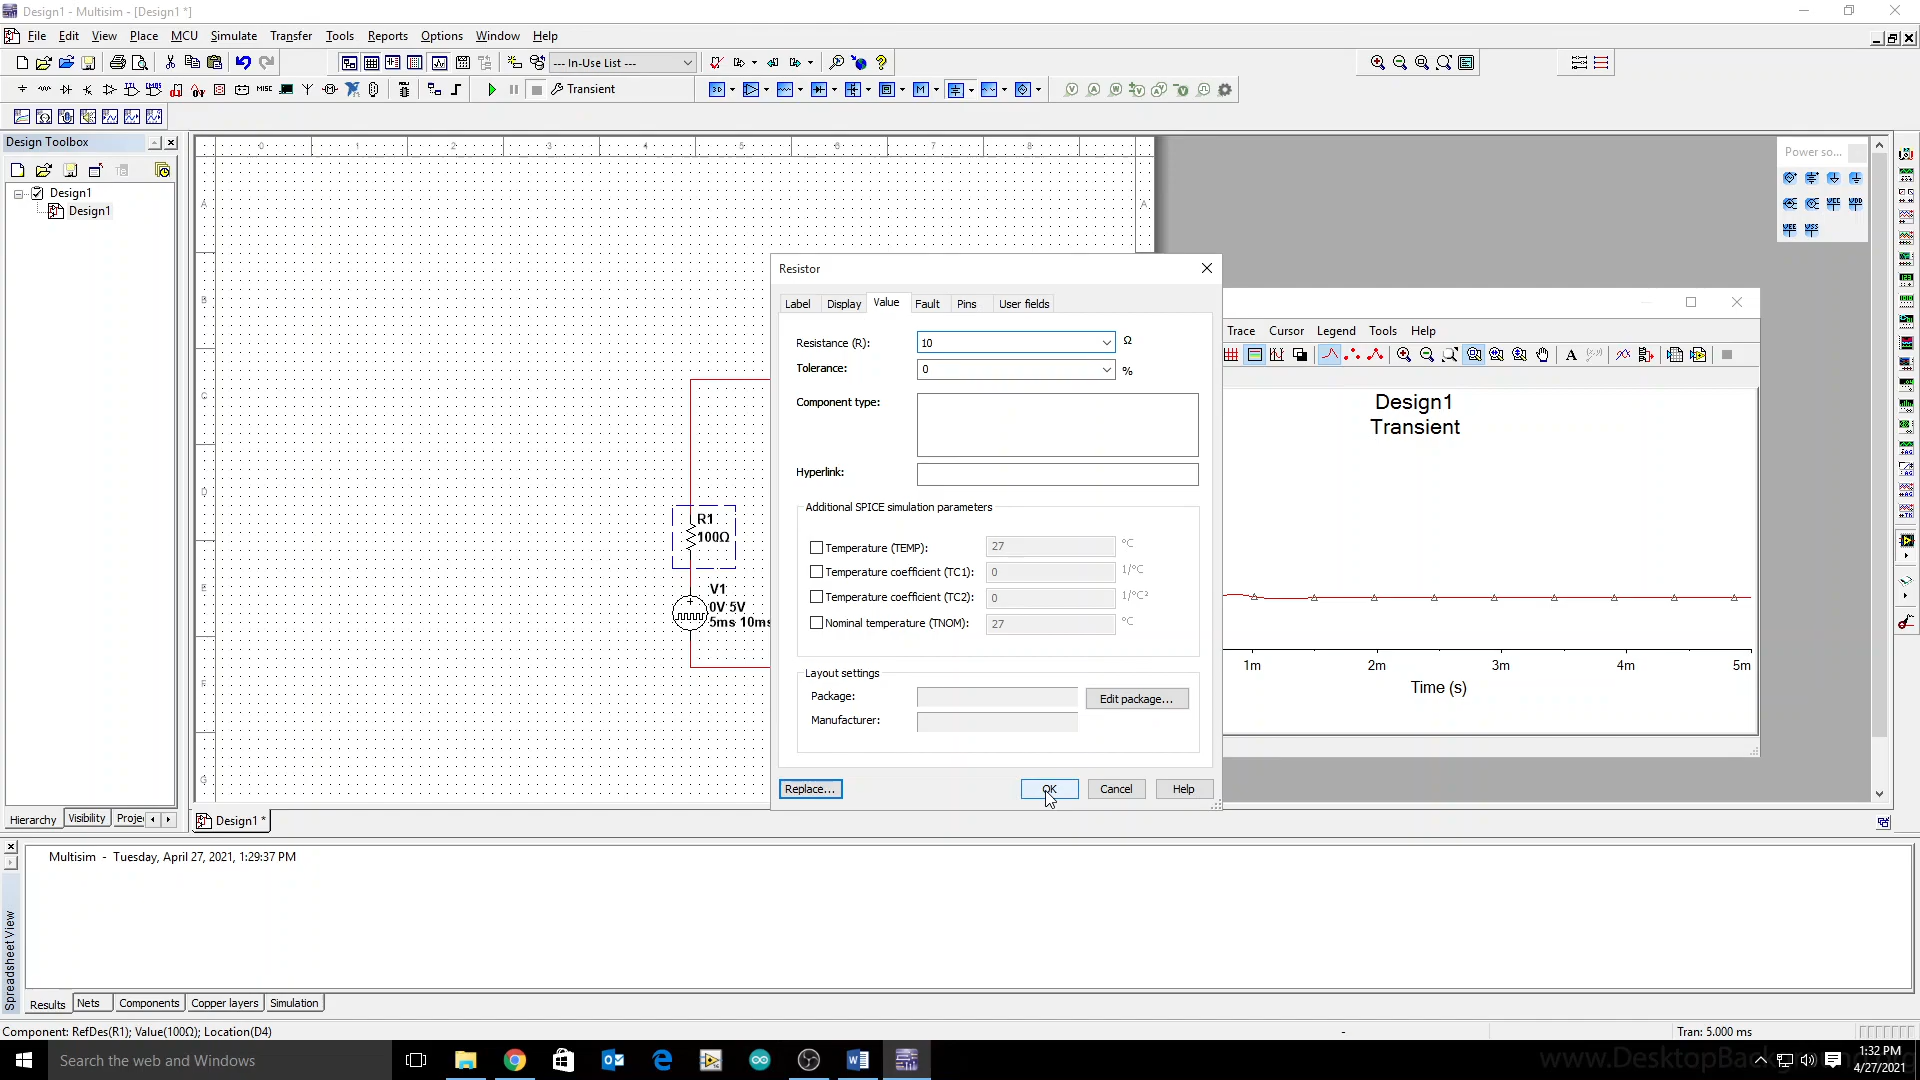 Design1 - Multisim - [Design1 *]
File Edit View Place MCU Simulate Transfer Tools Reports Options Window Help
--- In-Use List ---
MISC
Transient
Design Toolbox
Design1
Design1
Power so...
Resistor
Label Display Value Fault Pins User fields
Resistance (R): 10 Ω
Tolerance: 0 %
Component type:
Hyperlink:
Additional SPICE simulation parameters
Temperature (TEMP): 27 °C
Temperature coefficient (TC1): 0 1/°C
Temperature coefficient (TC2): 0 1/°C²
Nominal temperature (TNOM): 27 °C
Layout settings
Package: Edit package...
Manufacturer:
Replace... OK Cancel Help
R1
100Ω
V1
0V 5V
5ms 10ms
Trace Cursor Legend Tools Help
Design1
Transient
1m 2m 3m 4m 5m
Time (s)
Hierarchy Visibility Proje
Design1 *
Multisim - Tuesday, April 27, 2021, 1:29:37 PM
Spreadsheet View
Results Nets Components Copper layers Simulation
Component: RefDes(R1); Value(100Ω); Location(D4)
-
Tran: 5.000 ms
Search the web and Windows
1:32 PM
4/27/2021